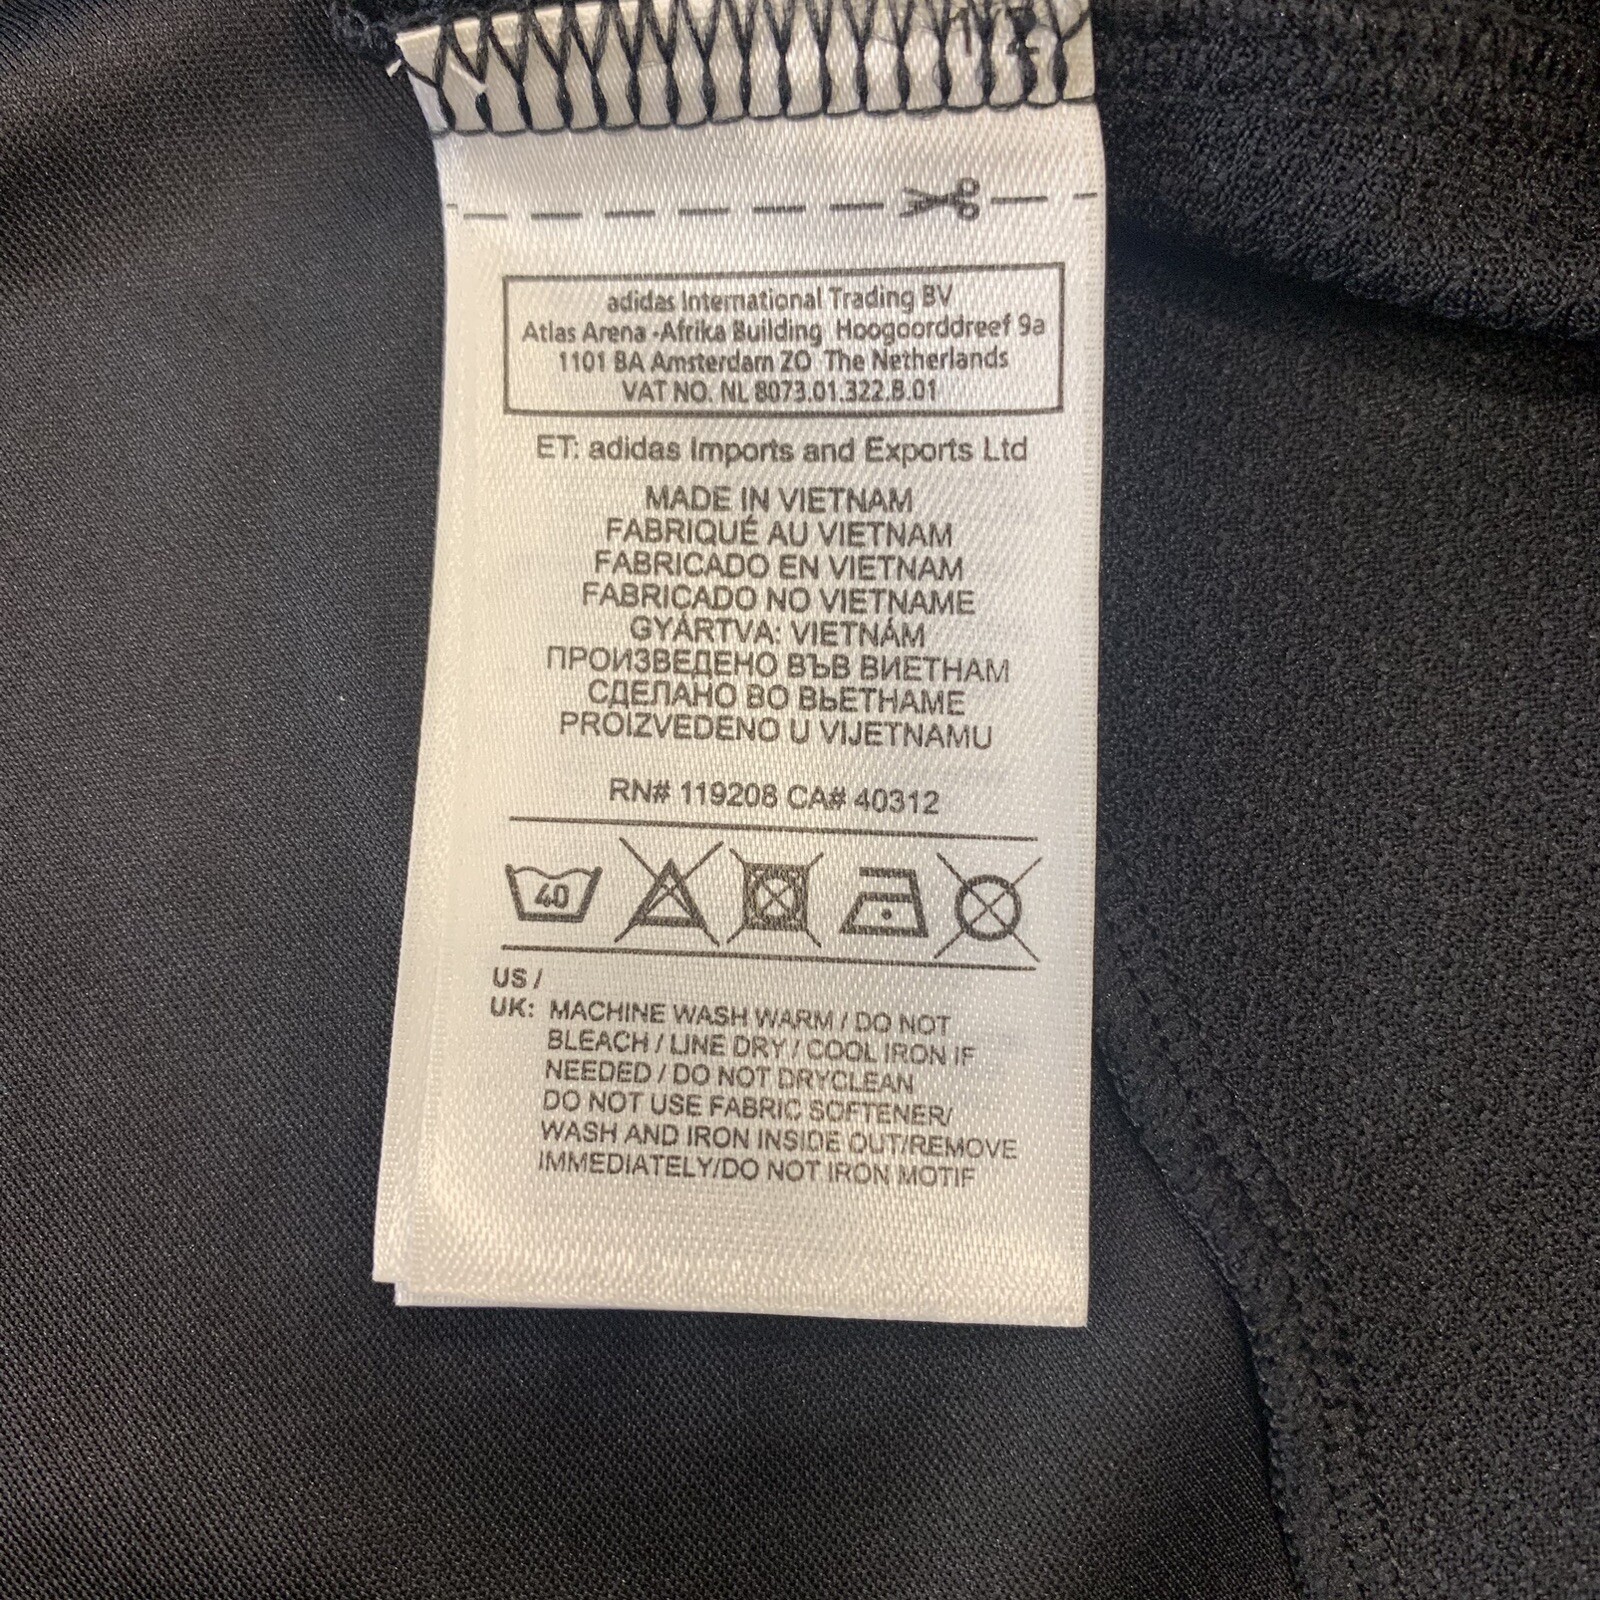 adidas International Trading BV
Atlas Arena -Afrika Building Hoogoorddreef 9a
1101 BA Amsterdam ZO The Netherlands
VAT NO. NL 8073.01.322.B.01
ET: adidas Imports and Exports Ltd
MADE IN VIETNAM
FABRIQUÉ AU VIETNAM
FABRICADO EN VIETNAM
FABRICADO NO VIETNAME
GYÁRTVA: VIETNÁM
ПРОИЗВЕДЕНО ВЪВ ВИЕТНАМ
СДЕЛАНО ВО ВЬЕТНАМЕ
PROIZVEDENO U VIJETNAMU
RN# 119208 CA# 40312
40
US /
UK: MACHINE WASH WARM / DO NOT
BLEACH / LINE DRY / COOL IRON IF
NEEDED / DO NOT DRYCLEAN
DO NOT USE FABRIC SOFTENER/
WASH AND IRON INSIDE OUT/REMOVE
IMMEDIATELY/DO NOT IRON MOTIF